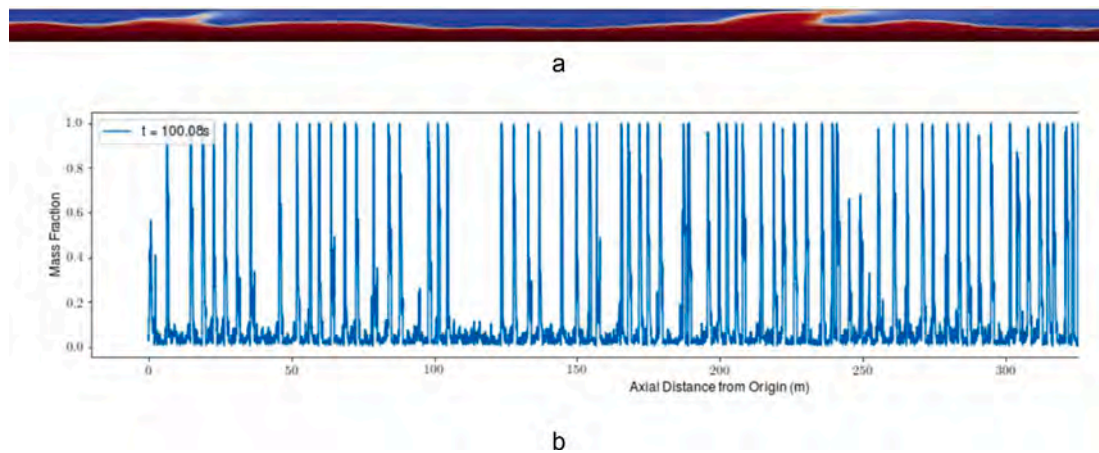 a
t = 100.08s
1.0
0.8
0.6
0.4
0.2
0.0
Mass Fraction
0 50 100 150 200 250 300
Axial Distance from Origin (m)
b